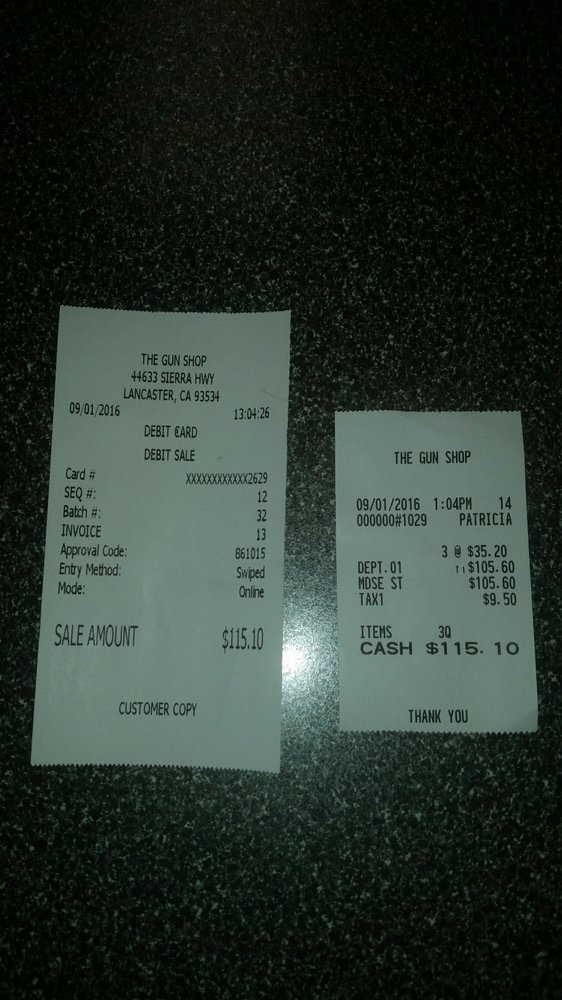 THE GUN SHOP
44633 SIERRA HWY
LANCASTER, CA 93534
09/01/2016 13:04:26
DEBIT CARD
DEBIT SALE
Card # XXXXXXXXXXXX2629
SEQ #: 12
Batch #: 32
INVOICE 13
Approval Code: 861015
Entry Method: Swiped
Mode: Online
SALE AMOUNT $115.10
CUSTOMER COPY
THE GUN SHOP
09/01/2016 1:04PM 14
000000#1029 PATRICIA
3 @ $35.20
DEPT.01 T1 $105.60
MDSE ST $105.60
TAX1 $9.50
ITEMS 3Q
CASH $115.10
THANK YOU